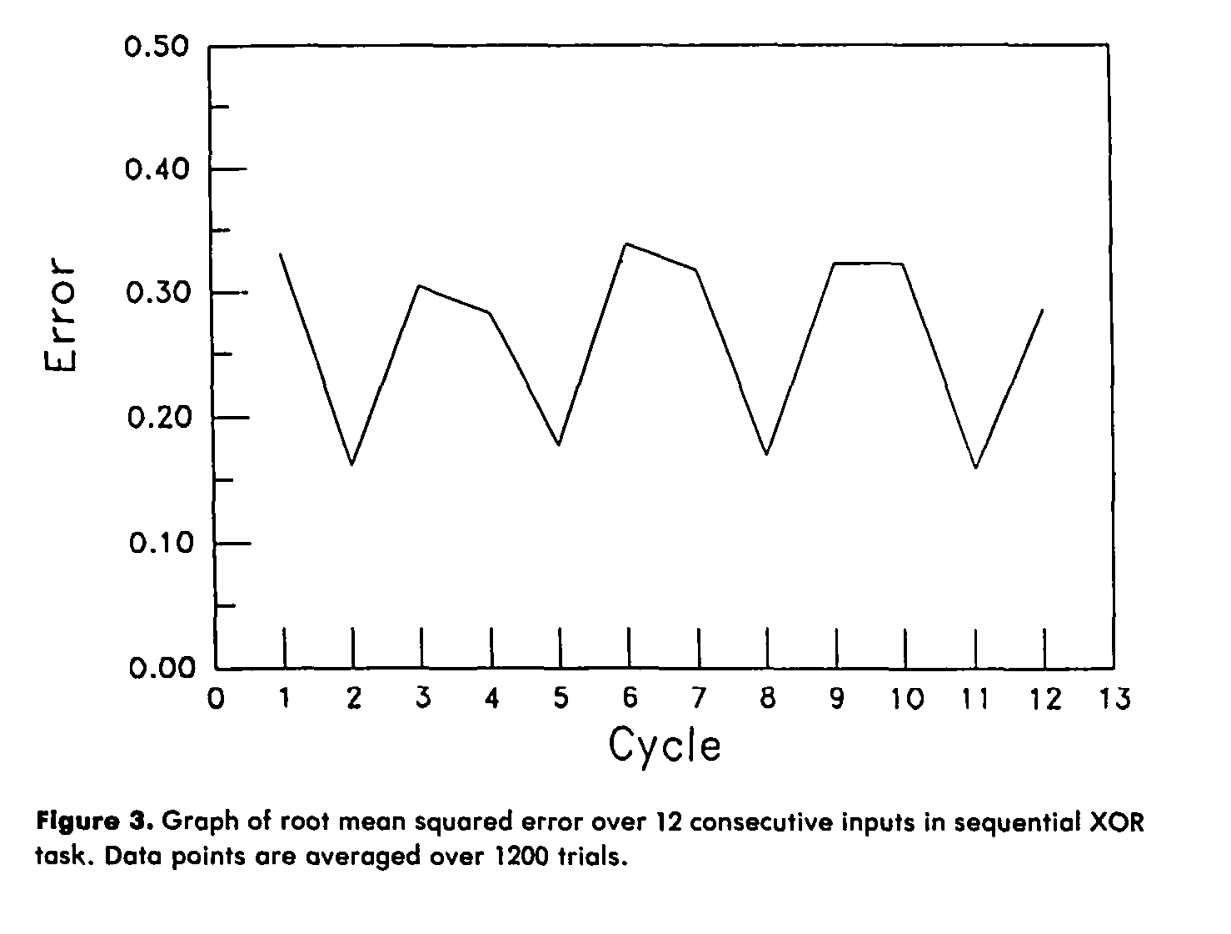 0.50
0.40
0.30
0.20
0.10
0.00
Error
0 1 2 3 4 5 6 7 8 9 10 11 12 13
Cycle
Figure 3. Graph of root mean squared error over 12 consecutive inputs in sequential XOR
task. Data points are averaged over 1200 trials.